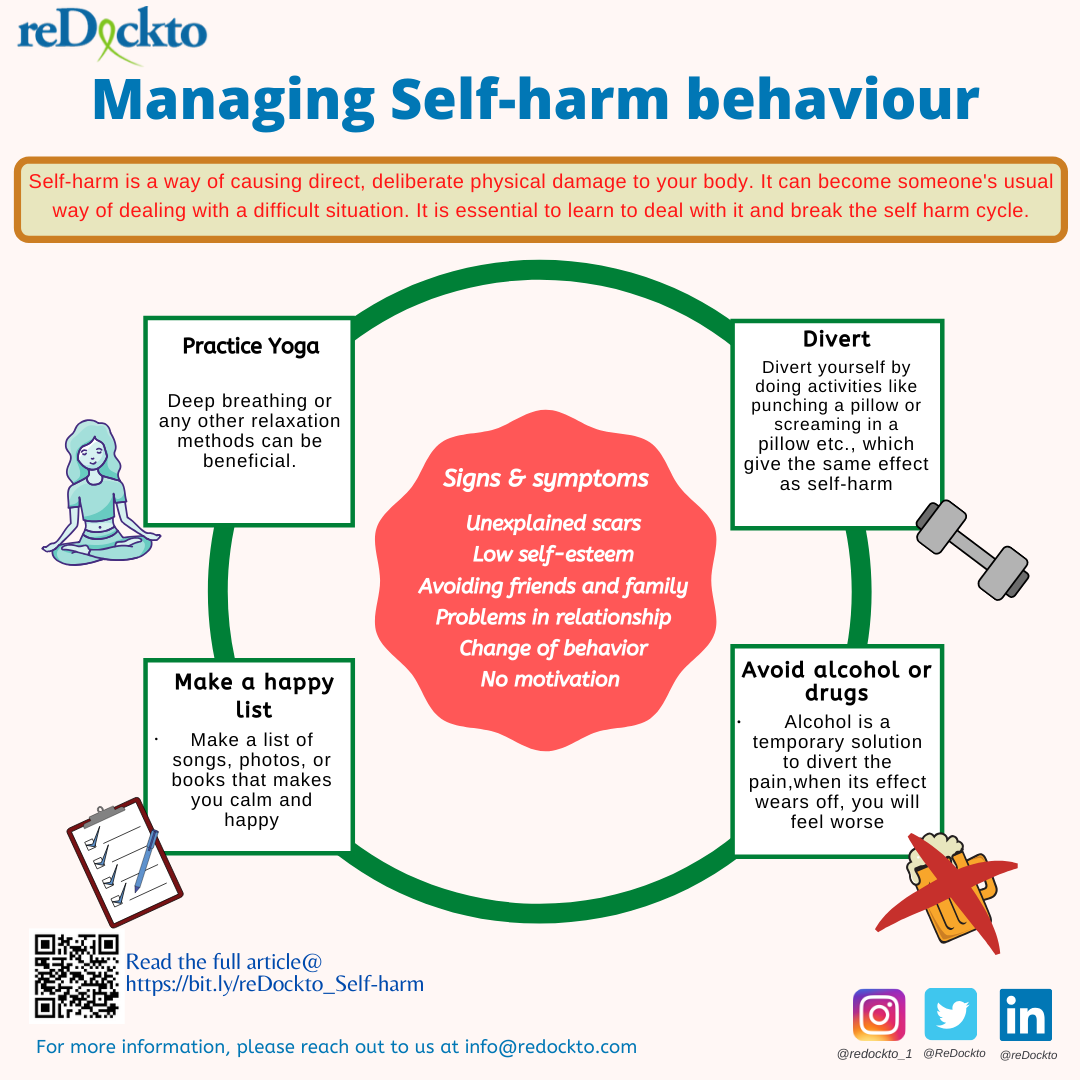 reDockto
Managing Self-harm behaviour
Self-harm is a way of causing direct, deliberate physical damage to your body. It can become someone's usual
way of dealing with a difficult situation. It is essential to learn to deal with it and break the self harm cycle.
Practice Yoga
Deep breathing or
any other relaxation
methods can be
beneficial.
Divert
Divert yourself by
doing activities like
punching a pillow or
screaming in a
pillow etc., which
give the same effect
as self-harm
Signs & symptoms
Unexplained scars
Low self-esteem
Avoiding friends and family
Problems in relationship
Change of behavior
No motivation
Make a happy
list
· Make a list of
songs, photos, or
books that makes
you calm and
happy
Avoid alcohol or
drugs
· Alcohol is a
temporary solution
to divert the
pain,when its effect
wears off, you will
feel worse
Read the full article@
https://bit.ly/reDockto_Self-harm
For more information, please reach out to us at info@redockto.com
@redockto_1 @ReDockto @reDockto